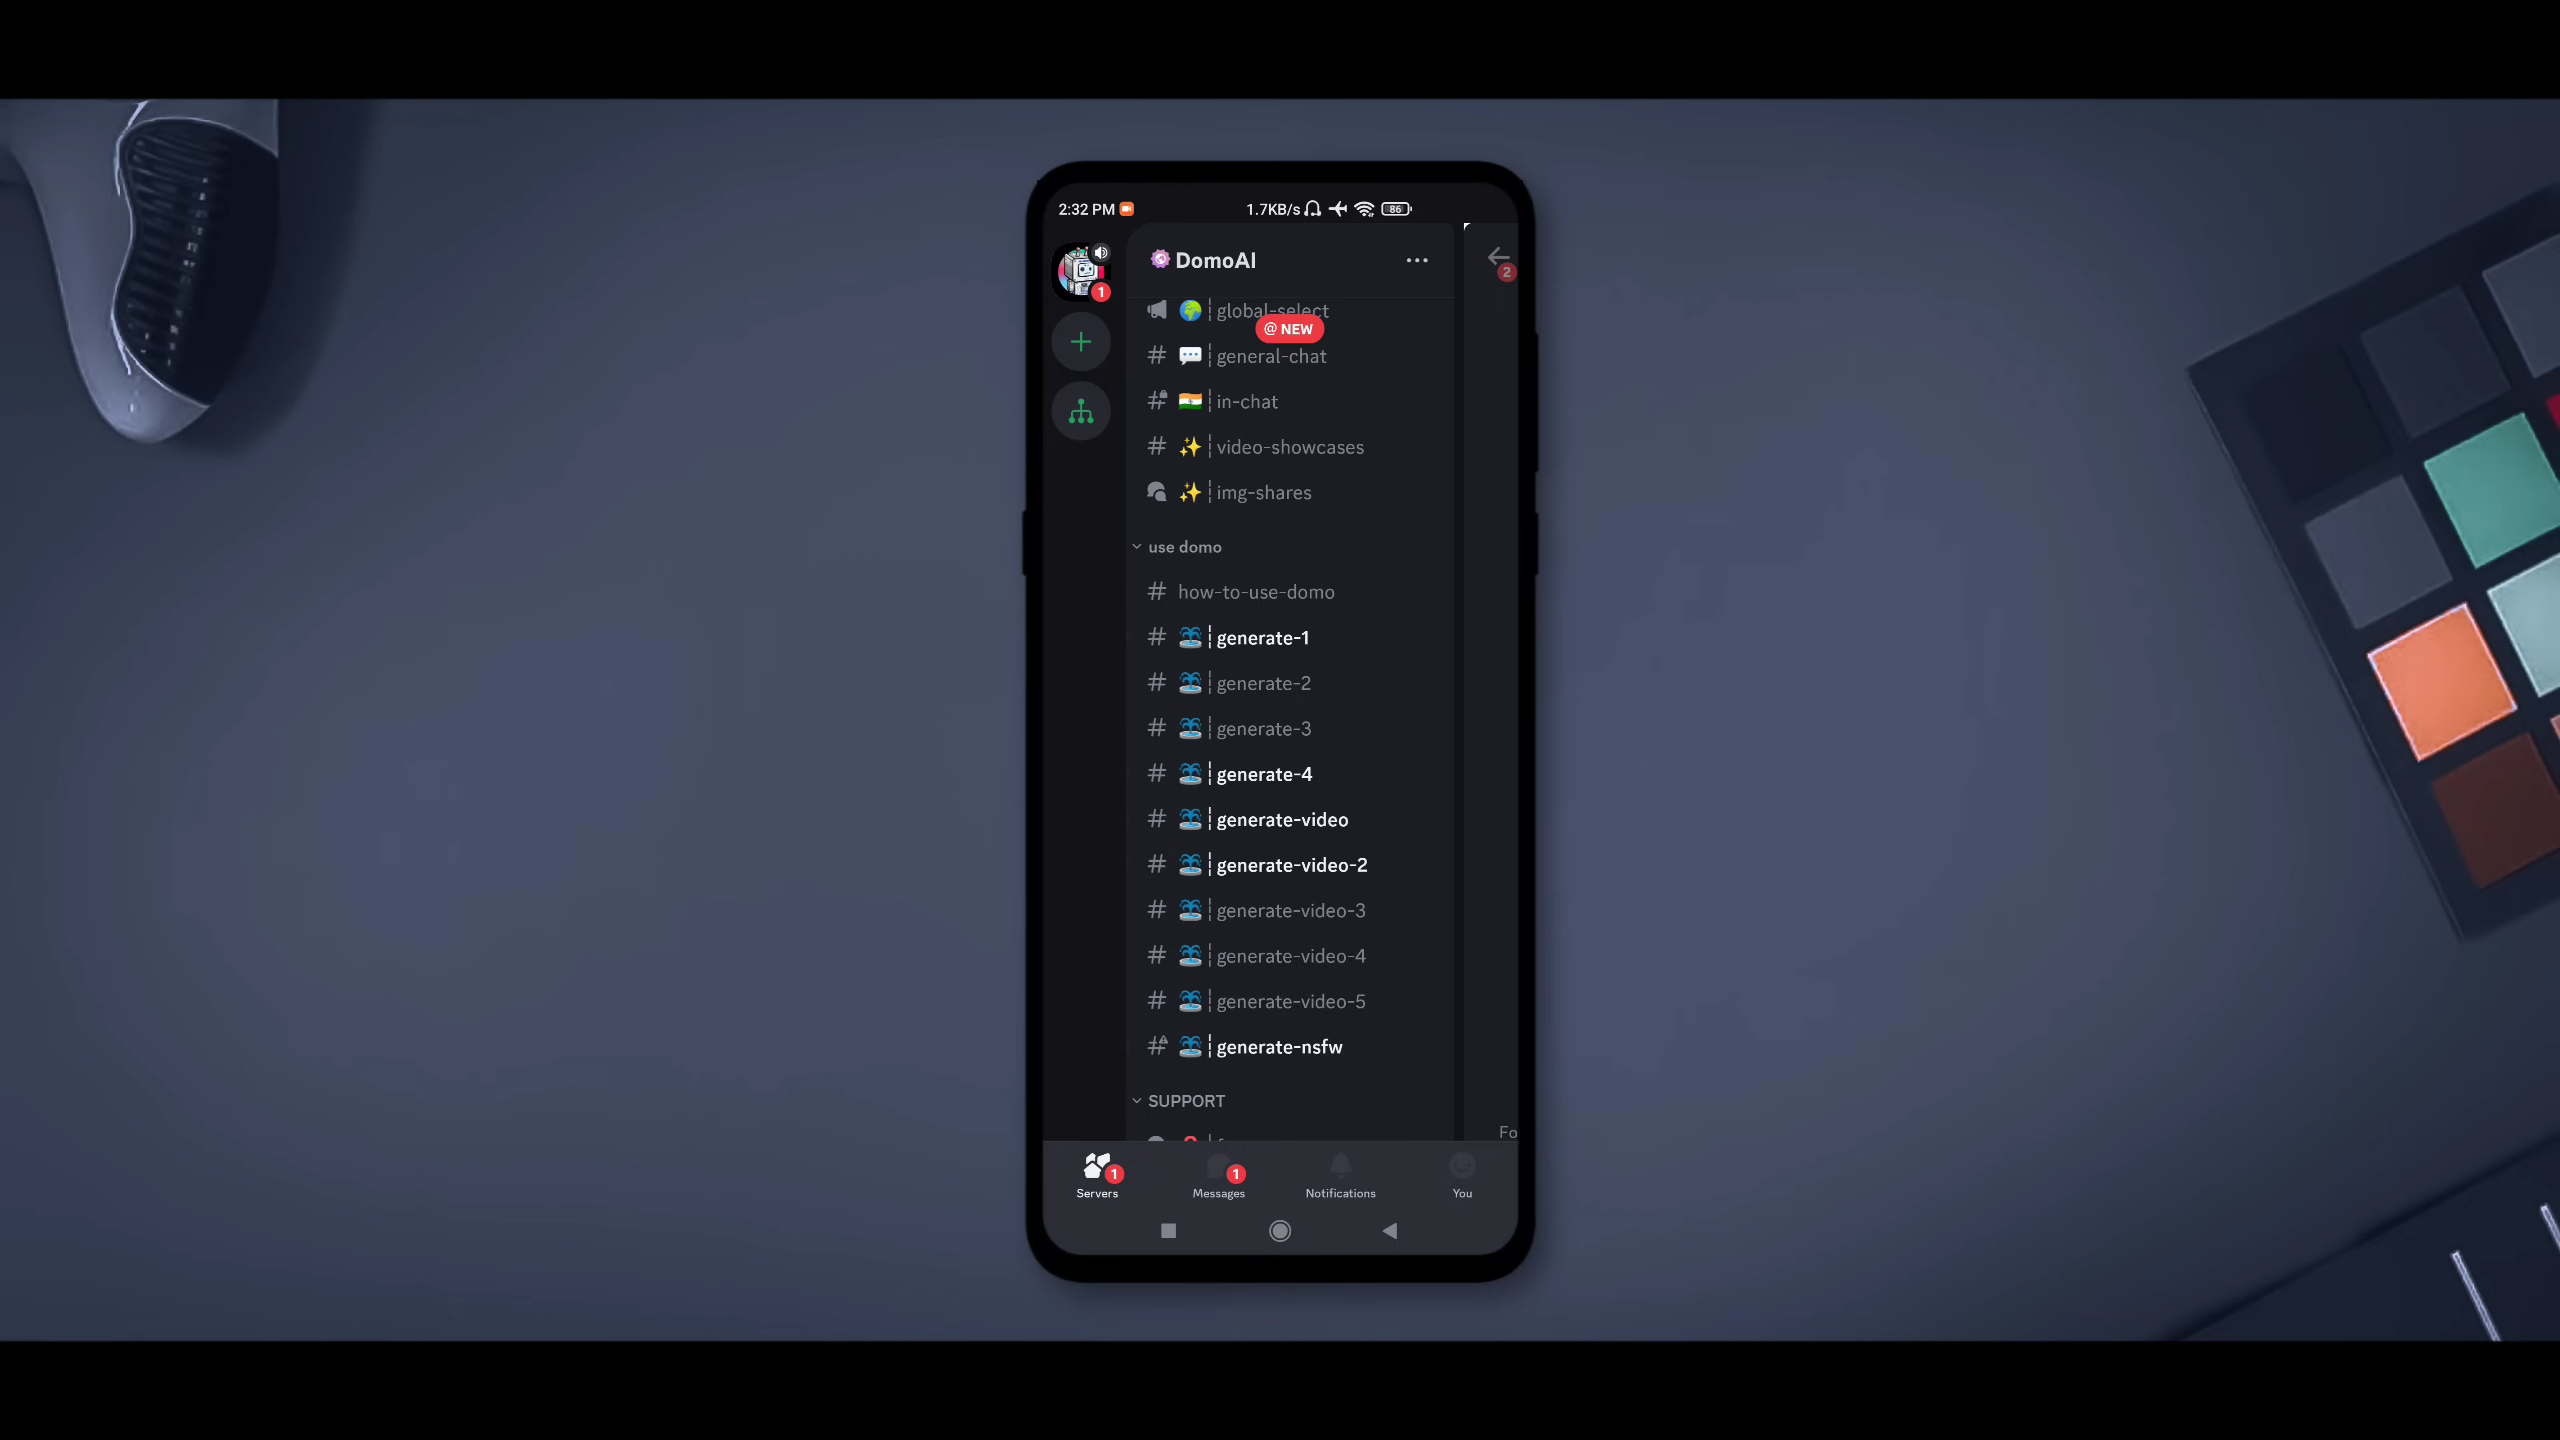 2:32 PM 1.7KB/s 86
DomoAI
2
1
global-select
@ NEW
general-chat
in-chat
video-showcases
img-shares
use domo
how-to-use-domo
generate-1
generate-2
generate-3
generate-4
generate-video
generate-video-2
generate-video-3
generate-video-4
generate-video-5
generate-nsfw
SUPPORT
Fo
1 1
Servers Messages Notifications You